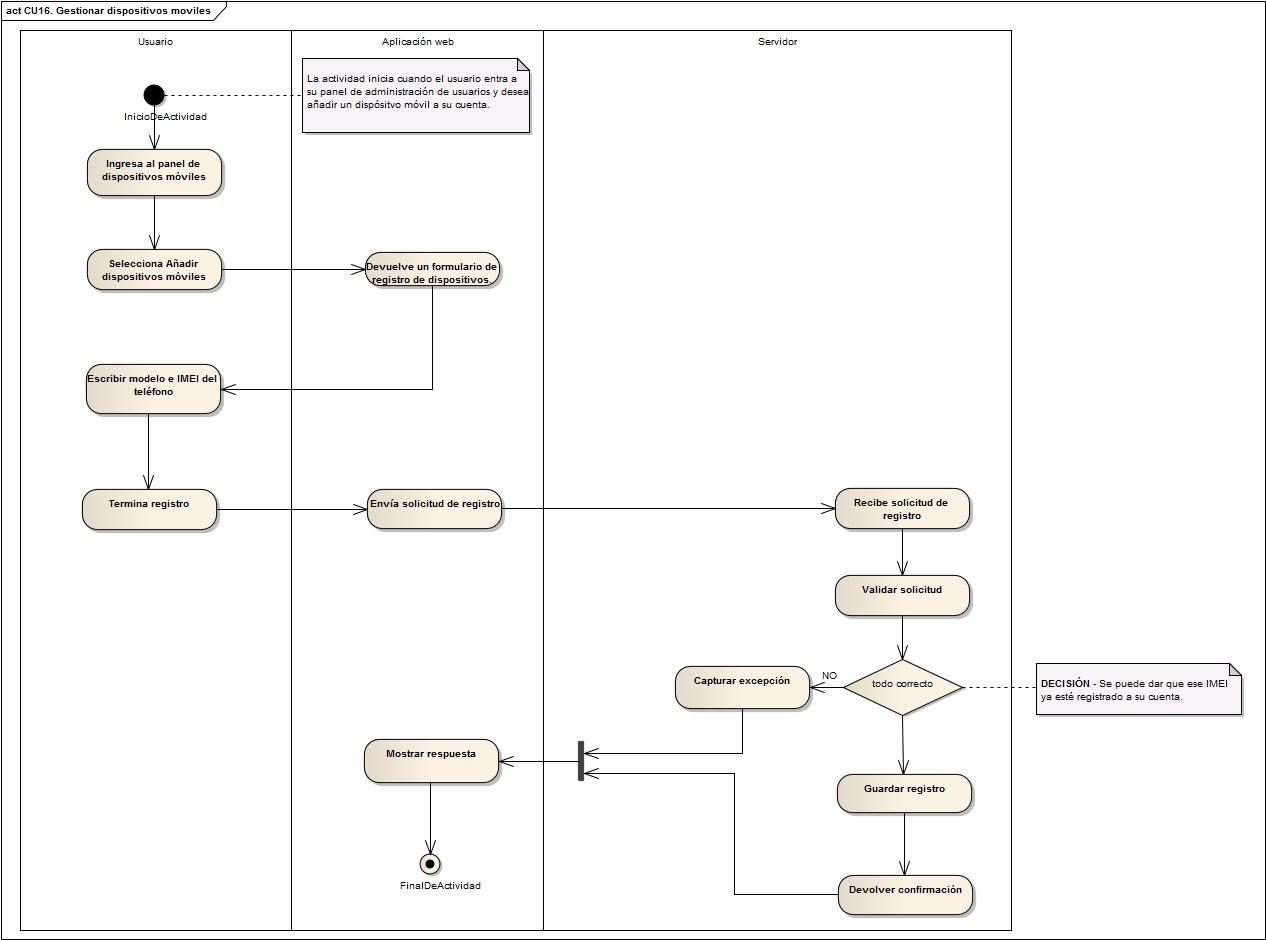 act CU16. Gestionar dispositivos moviles
Usuario
Aplicación web
Servidor
La actividad inicia cuando el usuario entra a
su panel de administración de usuarios y desea
añadir un dispósitvo móvil a su cuenta.
InicioDeActividad
Ingresa al panel de
dispositivos móviles
Selecciona Añadir
dispositivos móviles
Devuelve un formulario de
registro de dispositivos.
Escribir modelo e IMEI del
teléfono
Termina registro
Envía solicitud de registro
Recibe solicitud de
registro
Validar solicitud
Capturar excepción
NO
todo correcto
DECISIÓN - Se puede dar que ese IMEI
ya esté registrado a su cuenta.
Mostrar respuesta
Guardar registro
FinalDeActividad
Devolver confirmación